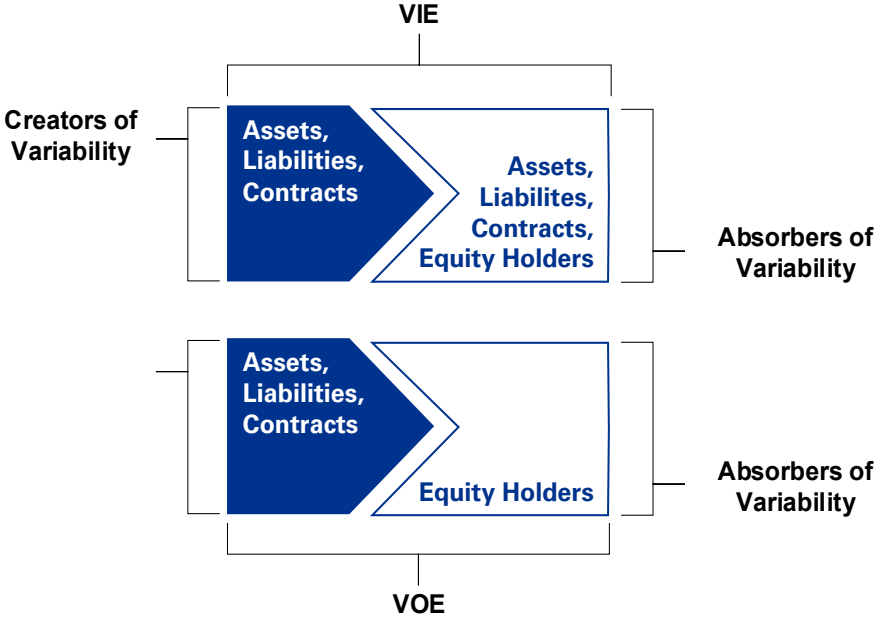 VIE
Creators of
Variability
Assets,
Liabilities,
Contracts
Assets,
Liabilites,
Contracts,
Equity Holders
Absorbers of
Variability
Assets,
Liabilities,
Contracts
Equity Holders
Absorbers of
Variability
VOE